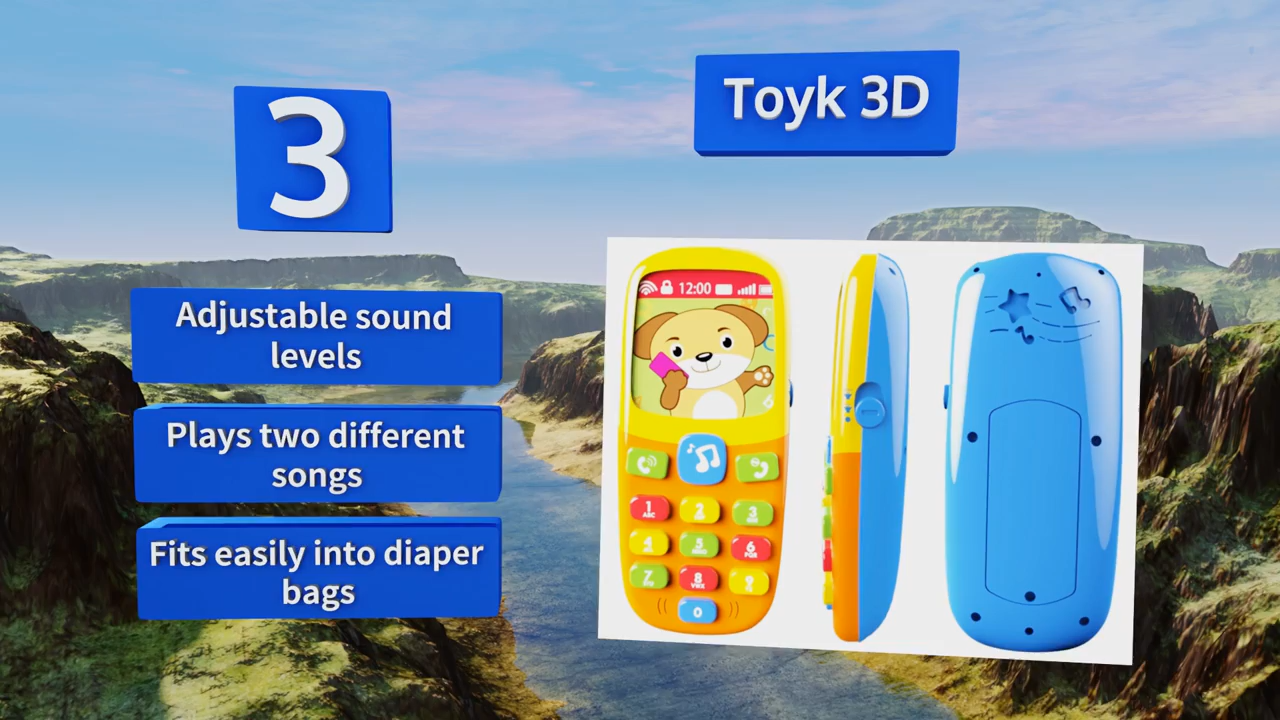 3
Toyk 3D
Adjustable sound
levels
Plays two different
songs
Fits easily into diaper
bags
12:00
1
ABC
2
3
4
5
6
7
8
9
0